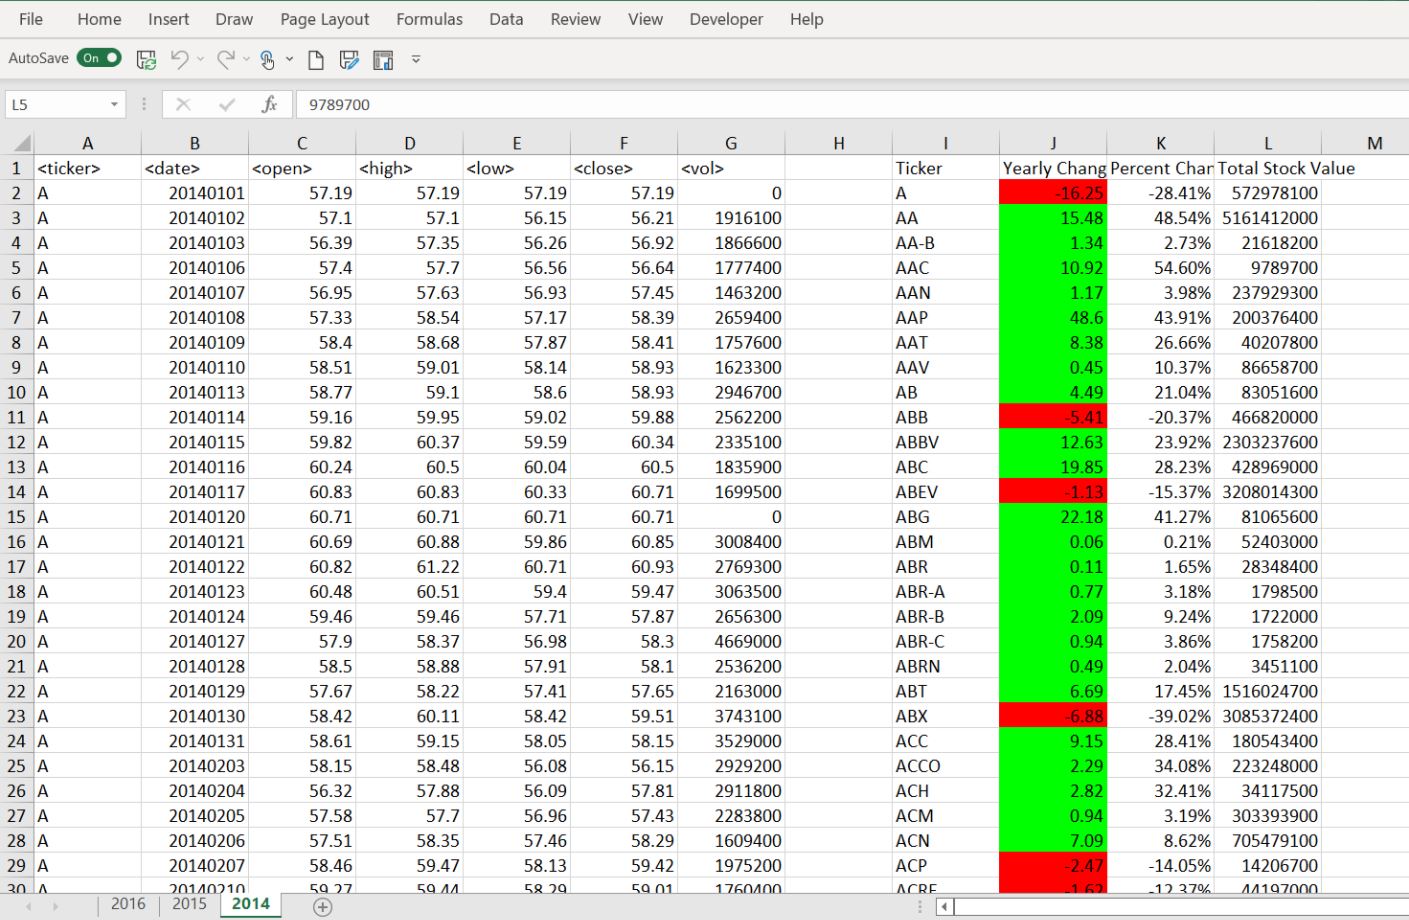 File Home Insert Draw Page Layout Formulas Data Review View Developer Help
AutoSave On
L5 fx 9789700
A B C D E F G H I J K L M
1 <ticker> <date> <open> <high> <low> <close> <vol> Ticker Yearly Chang Percent Chan Total Stock Value
2 A 20140101 57.19 57.19 57.19 57.19 0 A -16.25 -28.41% 572978100
3 A 20140102 57.1 57.1 56.15 56.21 1916100 AA 15.48 48.54% 5161412000
4 A 20140103 56.39 57.35 56.26 56.92 1866600 AA-B 1.34 2.73% 21618200
5 A 20140106 57.4 57.7 56.56 56.64 1777400 AAC 10.92 54.60% 9789700
6 A 20140107 56.95 57.63 56.93 57.45 1463200 AAN 1.17 3.98% 237929300
7 A 20140108 57.33 58.54 57.17 58.39 2659400 AAP 48.6 43.91% 200376400
8 A 20140109 58.4 58.68 57.87 58.41 1757600 AAT 8.38 26.66% 40207800
9 A 20140110 58.51 59.01 58.14 58.93 1623300 AAV 0.45 10.37% 86658700
10 A 20140113 58.77 59.1 58.6 58.93 2946700 AB 4.49 21.04% 83051600
11 A 20140114 59.16 59.95 59.02 59.88 2562200 ABB -5.41 -20.37% 466820000
12 A 20140115 59.82 60.37 59.59 60.34 2335100 ABBV 12.63 23.92% 2303237600
13 A 20140116 60.24 60.5 60.04 60.5 1835900 ABC 19.85 28.23% 428969000
14 A 20140117 60.83 60.83 60.33 60.71 1699500 ABEV -1.13 -15.37% 3208014300
15 A 20140120 60.71 60.71 60.71 60.71 0 ABG 22.18 41.27% 81065600
16 A 20140121 60.69 60.88 59.86 60.85 3008400 ABM 0.06 0.21% 52403000
17 A 20140122 60.82 61.22 60.71 60.93 2769300 ABR 0.11 1.65% 28348400
18 A 20140123 60.48 60.51 59.4 59.47 3063500 ABR-A 0.77 3.18% 1798500
19 A 20140124 59.46 59.46 57.71 57.87 2656300 ABR-B 2.09 9.24% 1722000
20 A 20140127 57.9 58.37 56.98 58.3 4669000 ABR-C 0.94 3.86% 1758200
21 A 20140128 58.5 58.88 57.91 58.1 2536200 ABRN 0.49 2.04% 3451100
22 A 20140129 57.67 58.22 57.41 57.65 2163000 ABT 6.69 17.45% 1516024700
23 A 20140130 58.42 60.11 58.42 59.51 3743100 ABX -6.88 -39.02% 3085372400
24 A 20140131 58.61 59.15 58.05 58.15 3529000 ACC 9.15 28.41% 180543400
25 A 20140203 58.15 58.48 56.08 56.15 2929200 ACCO 2.29 34.08% 223248000
26 A 20140204 56.32 57.88 56.09 57.81 2911800 ACH 2.82 32.41% 34117500
27 A 20140205 57.58 57.7 56.96 57.43 2283800 ACM 0.94 3.19% 303393900
28 A 20140206 57.51 58.35 57.46 58.29 1609400 ACN 7.09 8.62% 705479100
29 A 20140207 58.46 59.47 58.13 59.42 1975200 ACP -2.47 -14.05% 14206700
30 A 20140210 59.27 59.44 58.29 59.01 1760400 ACRE -1.62 -12.37% 44197000
2016 2015 2014